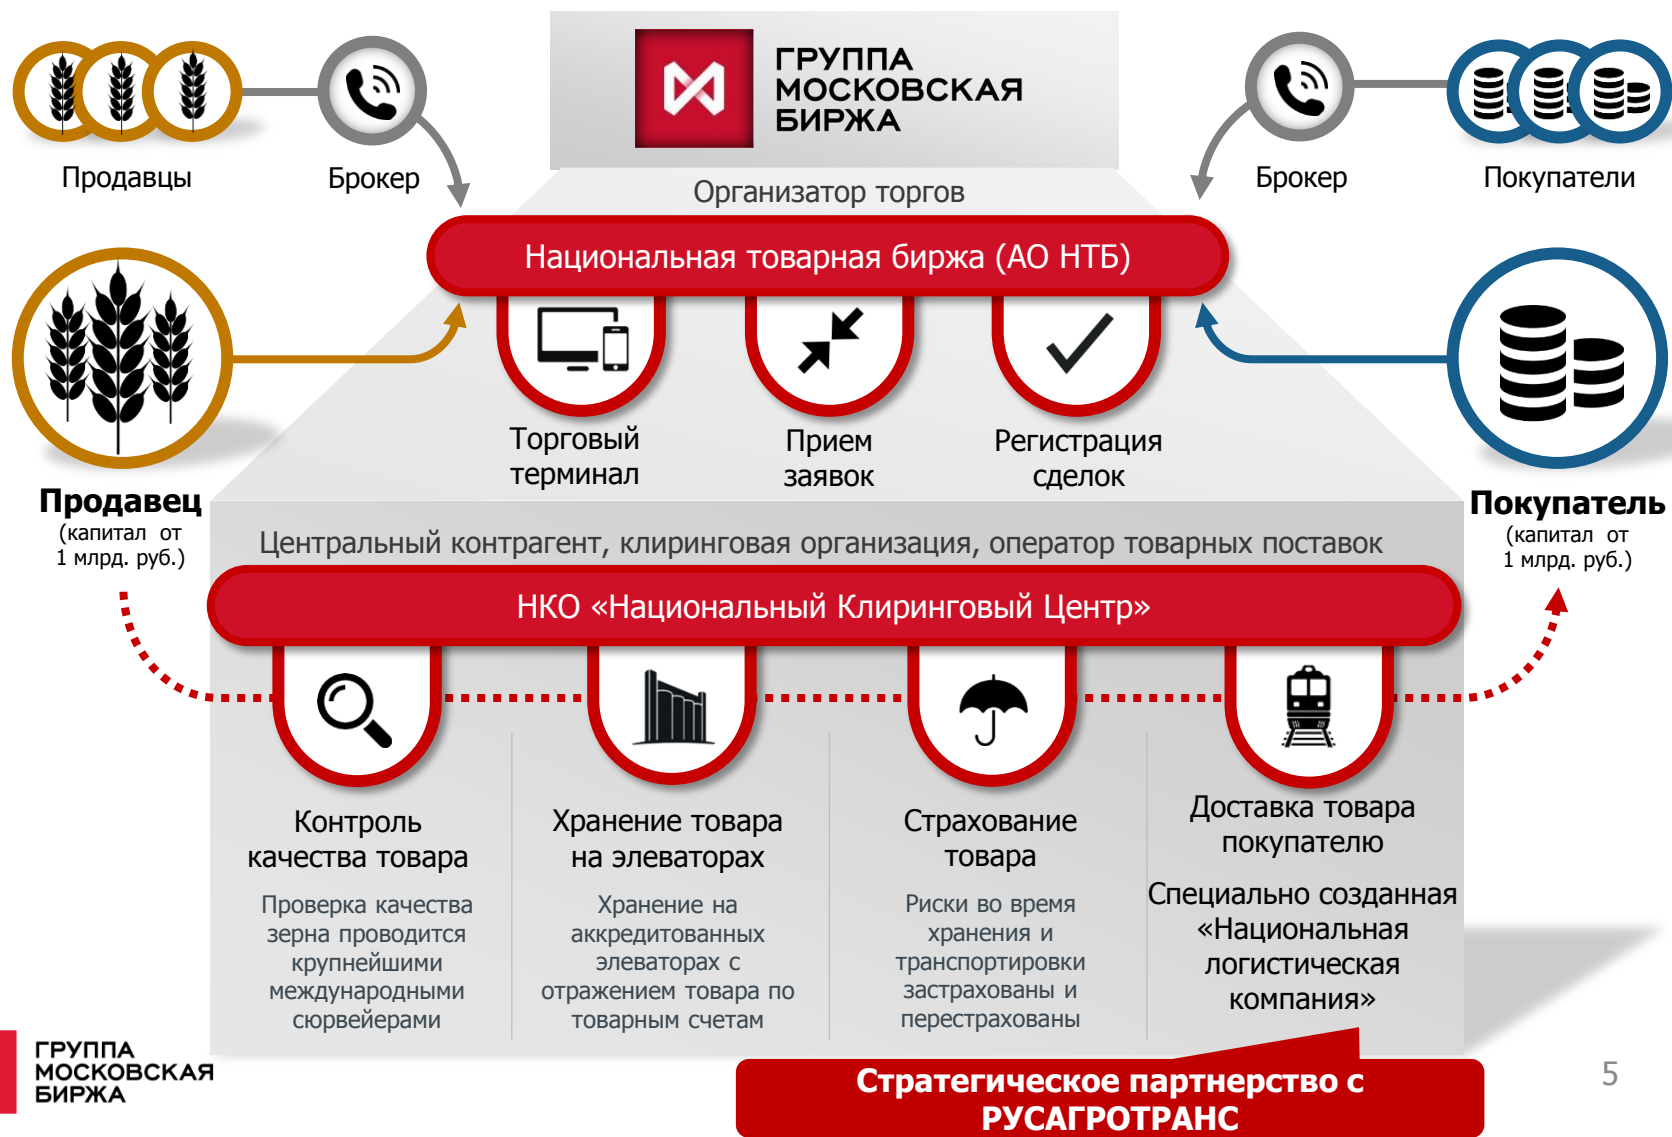 ГРУППА
МОСКОВСКАЯ
БИРЖА
Продавцы
Брокер
Брокер
Покупатели
Организатор торгов
Национальная товарная биржа (АО НТБ)
Торговый
терминал
Прием
заявок
Регистрация
сделок
Продавец
(капитал от
1 млрд. руб.)
Покупатель
(капитал от
1 млрд. руб.)
Центральный контрагент, клиринговая организация, оператор товарных поставок
НКО «Национальный Клиринговый Центр»
Контроль
качества товара
Проверка качества
зерна проводится
крупнейшими
международными
сюрвейерами
Хранение товара
на элеваторах
Хранение на
аккредитованных
элеваторах с
отражением товара по
товарным счетам
Страхование
товара
Риски во время
хранения и
транспортировки
застрахованы и
перестрахованы
Доставка товара
покупателю
Специально созданная
«Национальная
логистическая
компания»
Стратегическое партнерство с
РУСАГРОТРАНС
ГРУППА
МОСКОВСКАЯ
БИРЖА
5